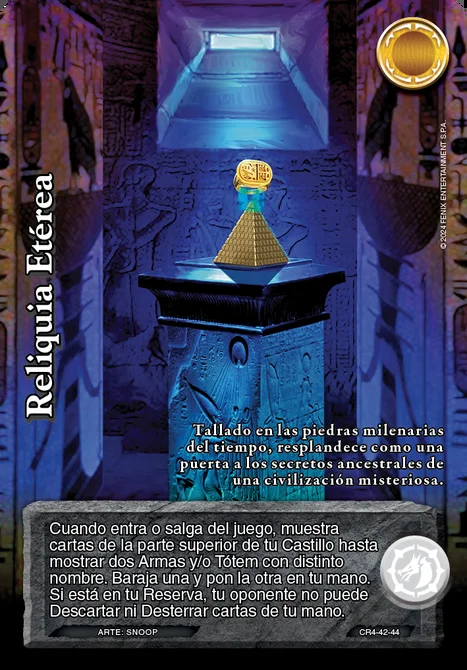 © 2024 FENIX ENTERTAINMENT S.P.A.
Reliquia Etérea
Tallado en las piedras milenarias
del tiempo, resplandece como una
puerta a los secretos ancestrales de
una civilización misteriosa.
Cuando entra o salga del juego, muestra
cartas de la parte superior de tu Castillo hasta
mostrar dos Armas y/o Tótem con distinto
nombre. Baraja una y pon la otra en tu mano.
Si está en tu Reserva, tu oponente no puede
Descartar ni Desterrar cartas de tu mano.
ARTE: SNOOP
CR4-42-44